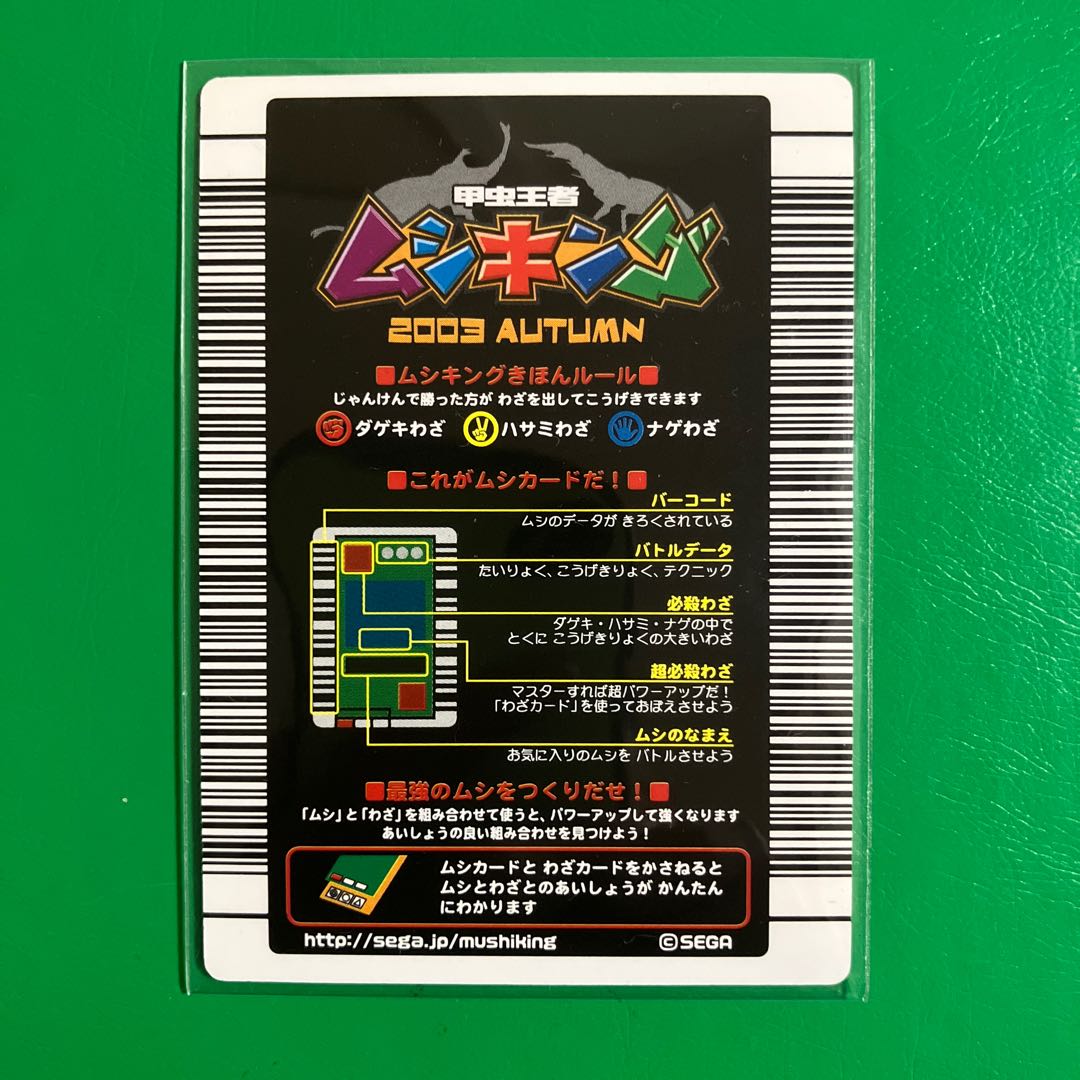 甲虫王者
ムシキング
2003 AUTUMN
■ムシキングきほんルール■
じゃんけんで勝った方が わざを出してこうげきできます
ダゲキわざ ハサミわざ ナゲわざ
■これがムシカードだ！■
バーコード
ムシのデータが きろくされている
バトルデータ
たいりょく、こうげきりょく、テクニック
必殺わざ
ダゲキ・ハサミ・ナゲの中で
とくに こうげきりょくの大きいわざ
超必殺わざ
マスターすれば超パワーアップだ！
「わざカード」を使っておぼえさせよう
ムシのなまえ
お気に入りのムシを バトルさせよう
■最強のムシをつくりだせ！■
「ムシ」と「わざ」を組み合わせて使うと、パワーアップして強くなります
あいしょうの良い組み合わせを見つけよう！
ムシカードと わざカードをかさねると
ムシとわざとのあいしょうが かんたん
にわかります
http://sega.jp/mushiking ©SEGA